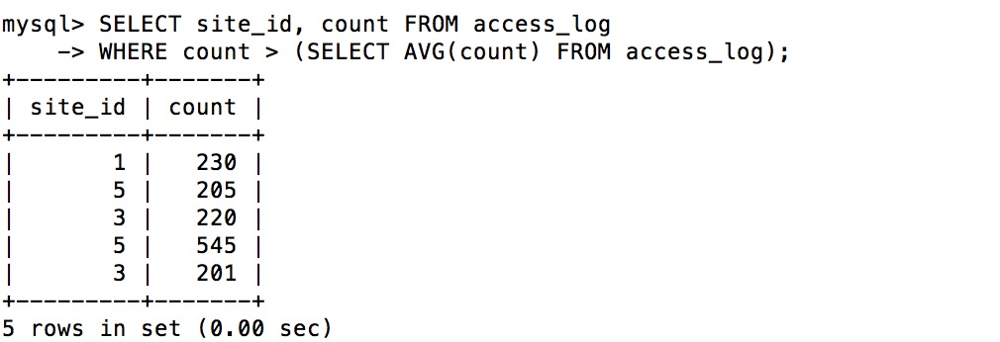 mysql> SELECT site_id, count FROM access_log
    -> WHERE count > (SELECT AVG(count) FROM access_log);
+---------+-------+
| site_id | count |
+---------+-------+
|       1 |   230 |
|       5 |   205 |
|       3 |   220 |
|       5 |   545 |
|       3 |   201 |
+---------+-------+
5 rows in set (0.00 sec)